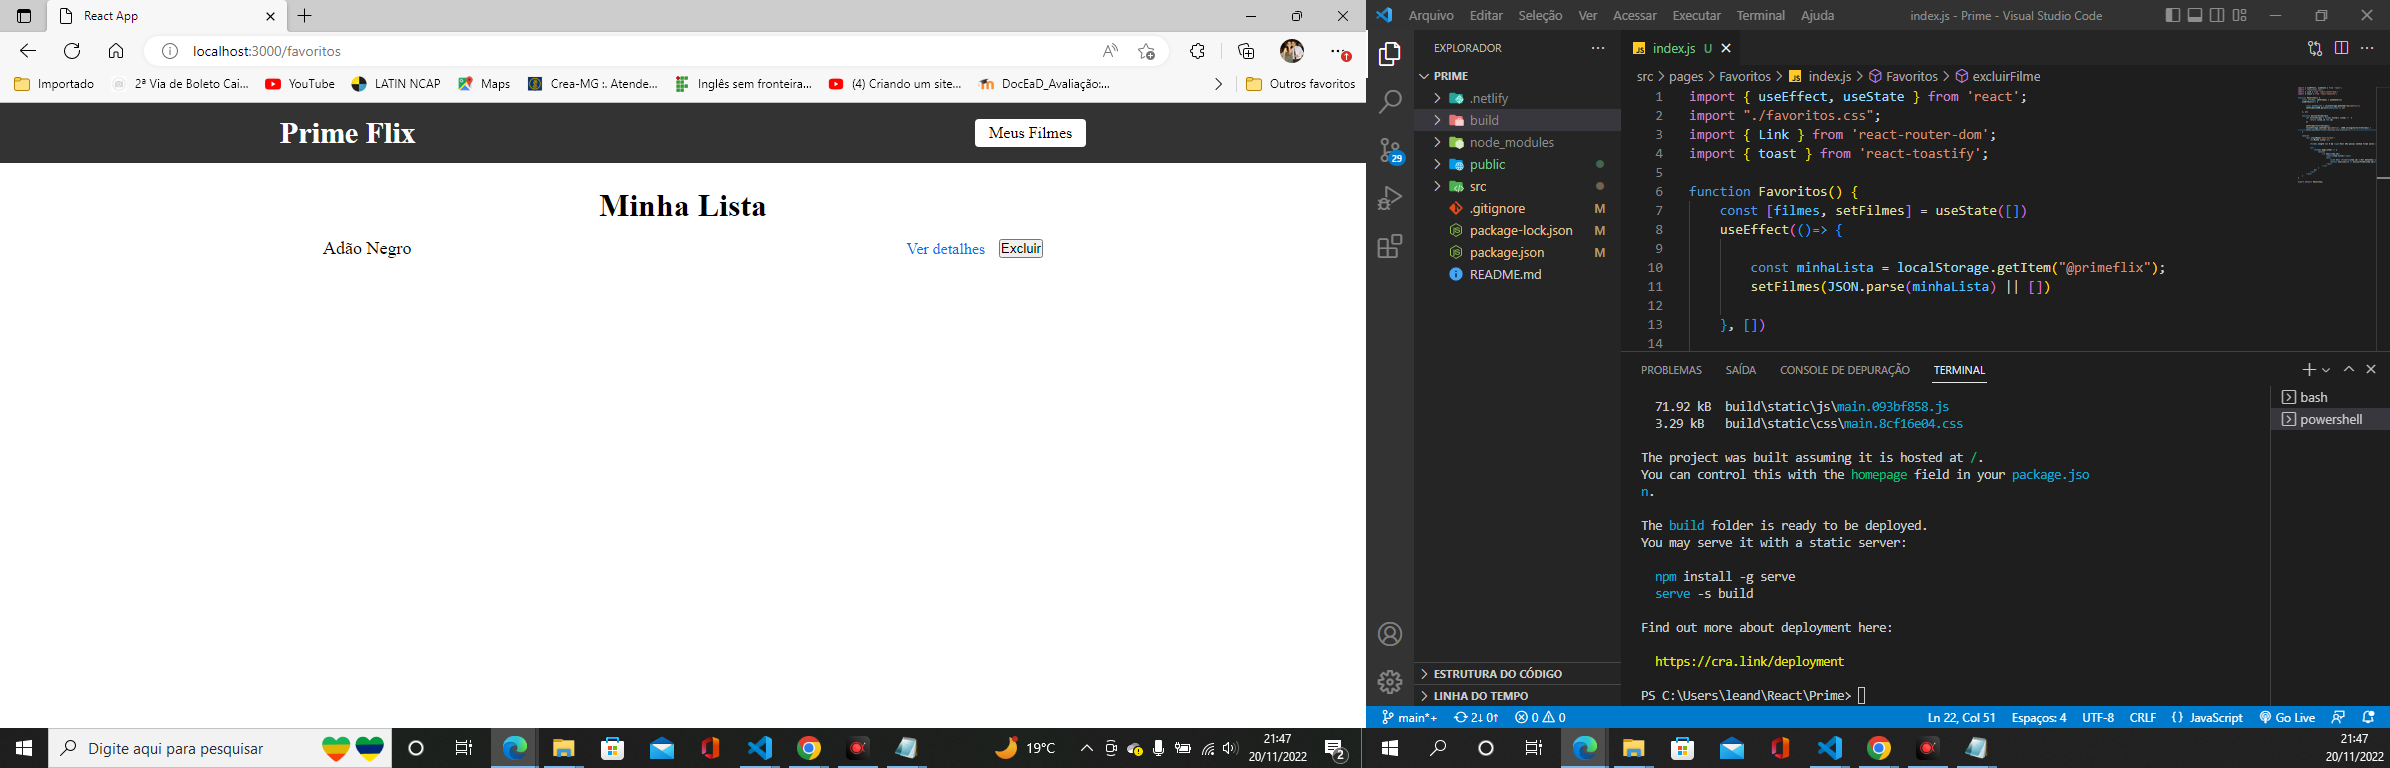 React App
localhost:3000/favoritos
Importado
2ª Via de Boleto Cai...
YouTube
LATIN NCAP
Maps
Crea-MG :. Atende...
Inglês sem fronteira...
(4) Criando um site...
DocEaD_Avaliação:...
Outros favoritos
Prime Flix
Meus Filmes
Minha Lista
Adão Negro
Ver detalhes
Excluir
Digite aqui para pesquisar
19°C
21:47
20/11/2022
2
Arquivo Editar Seleção Ver Acessar Executar Terminal Ajuda
index.js - Prime - Visual Studio Code
EXPLORADOR
PRIME
.netlify
build
node_modules
public
src
.gitignore M
package-lock.json M
package.json M
README.md
29
ESTRUTURA DO CÓDIGO
LINHA DO TEMPO
JS index.js U
src > pages > Favoritos > JS index.js > Favoritos > excluirFilme
1 import { useEffect, useState } from 'react';
2 import "./favoritos.css";
3 import { Link } from 'react-router-dom';
4 import { toast } from 'react-toastify';
5
6 function Favoritos() {
7 const [filmes, setFilmes] = useState([])
8 useEffect(()=> {
9
10 const minhaLista = localStorage.getItem("@primeflix");
11 setFilmes(JSON.parse(minhaLista) || [])
12
13 }, [])
14
PROBLEMAS SAÍDA CONSOLE DE DEPURAÇÃO TERMINAL
bash
powershell
71.92 kB build\static\js\main.093bf858.js
3.29 kB build\static\css\main.8cf16e04.css
The project was built assuming it is hosted at /.
You can control this with the homepage field in your package.jso
n.
The build folder is ready to be deployed.
You may serve it with a static server:
npm install -g serve
serve -s build
Find out more about deployment here:
https://cra.link/deployment
PS C:\Users\leand\React\Prime>
main*+ 2↓ 0↑ 0 0
Ln 22, Col 51 Espaços: 4 UTF-8 CRLF {} JavaScript Go Live
21:47
20/11/2022